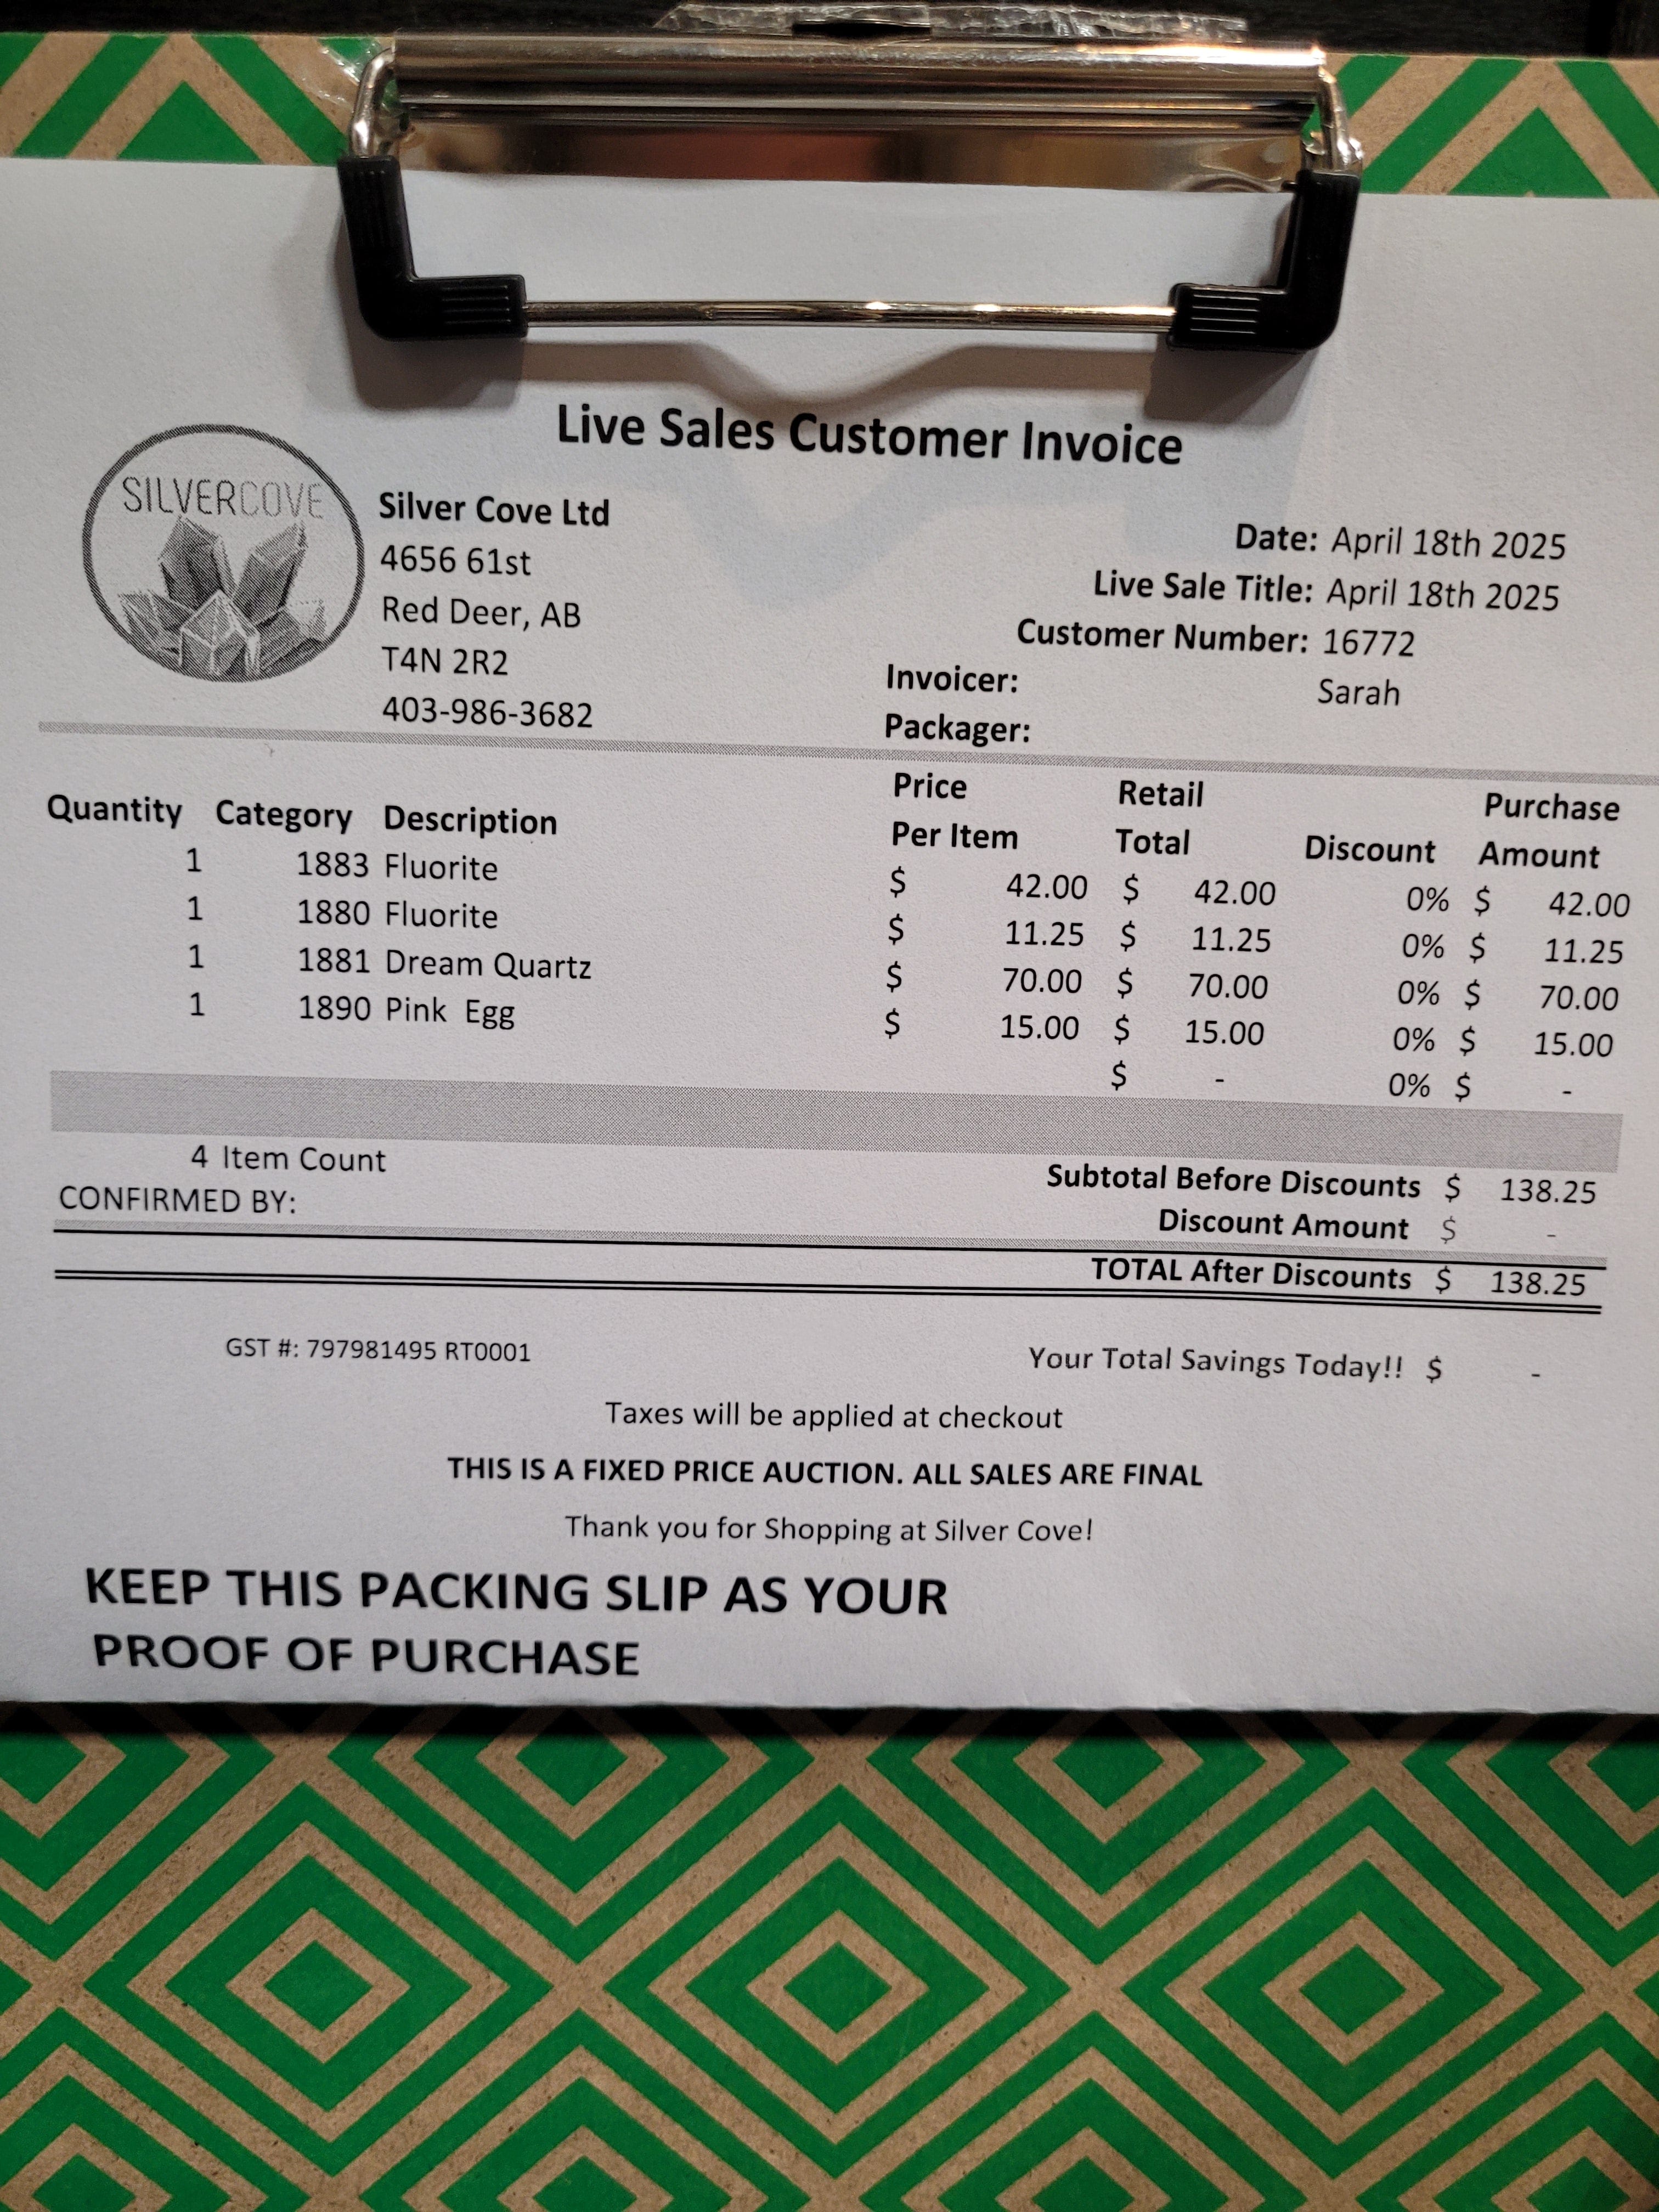 Live Sales Customer Invoice
SILVERCOVE
Silver Cove Ltd
4656 61st
Red Deer, AB
T4N 2R2
403-986-3682
Date: April 18th 2025
Live Sale Title: April 18th 2025
Customer Number: 16772
Invoicer: Sarah
Packager:
Quantity Category Description Price Per Item Retail Total Discount Purchase Amount
1 1883 Fluorite $ 42.00 $ 42.00 0% $ 42.00
1 1880 Fluorite $ 11.25 $ 11.25 0% $ 11.25
1 1881 Dream Quartz $ 70.00 $ 70.00 0% $ 70.00
1 1890 Pink Egg $ 15.00 $ 15.00 0% $ 15.00
$ - 0% $ -
4 Item Count
Subtotal Before Discounts $ 138.25
CONFIRMED BY:
Discount Amount $ -
TOTAL After Discounts $ 138.25
GST #: 797981495 RT0001
Your Total Savings Today!! $ -
Taxes will be applied at checkout
THIS IS A FIXED PRICE AUCTION. ALL SALES ARE FINAL
Thank you for Shopping at Silver Cove!
KEEP THIS PACKING SLIP AS YOUR
PROOF OF PURCHASE